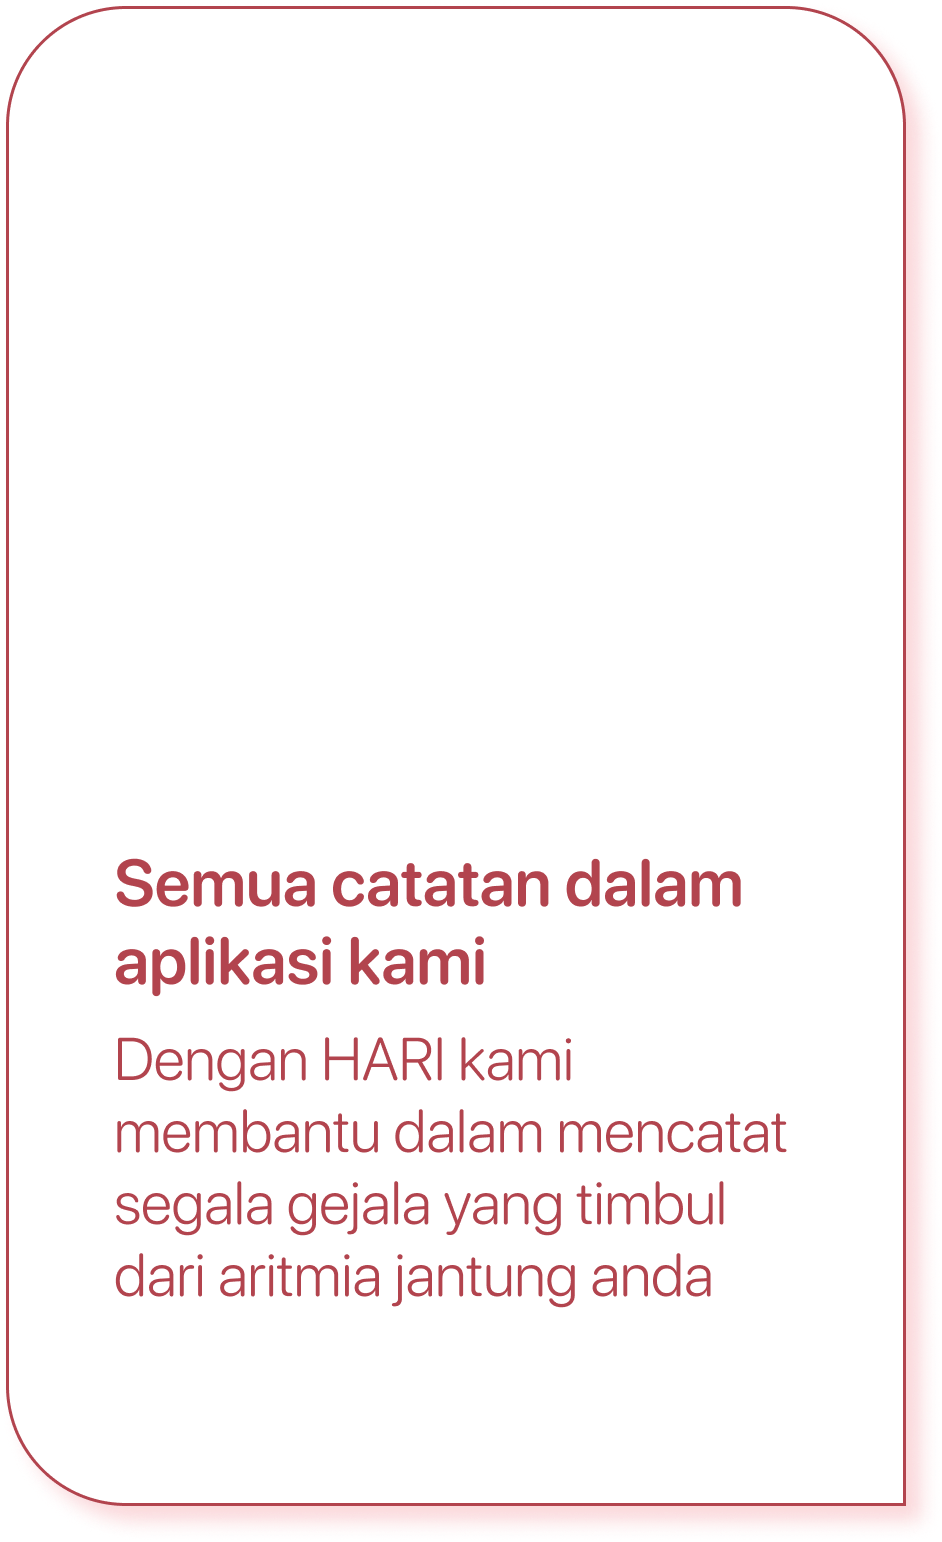 Semua catatan dalam
aplikasi kami
Dengan HARI kami
membantu dalam mencatat
segala gejala yang timbul
dari aritmia jantung anda